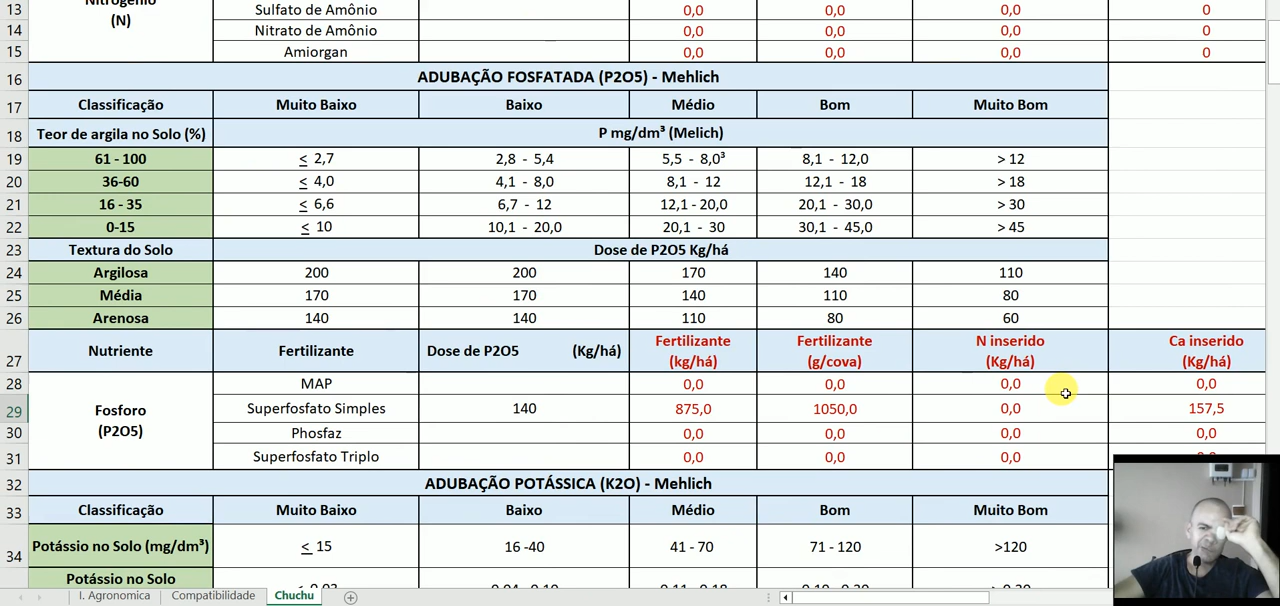 13 Sulfato de Amônio 0,0 0,0 0,0 0
Nitrogênio
(N)
14 Nitrato de Amônio 0,0 0,0 0,0 0
15 Amiorgan 0,0 0,0 0,0 0
16 ADUBAÇÃO FOSFATADA (P2O5) - Mehlich
17 Classificação Muito Baixo Baixo Médio Bom Muito Bom
18 Teor de argila no Solo (%) P mg/dm³ (Melich)
19 61 - 100 ≤ 2,7 2,8 - 5,4 5,5 - 8,0³ 8,1 - 12,0 > 12
20 36-60 ≤ 4,0 4,1 - 8,0 8,1 - 12 12,1 - 18 > 18
21 16 - 35 ≤ 6,6 6,7 - 12 12,1 - 20,0 20,1 - 30,0 > 30
22 0-15 ≤ 10 10,1 - 20,0 20,1 - 30 30,1 - 45,0 > 45
23 Textura do Solo Dose de P2O5 Kg/há
24 Argilosa 200 200 170 140 110
25 Média 170 170 140 110 80
26 Arenosa 140 140 110 80 60
27 Nutriente Fertilizante Dose de P2O5 (Kg/há) Fertilizante (kg/há) Fertilizante (g/cova) N inserido (Kg/há) Ca inserido (Kg/há)
28 MAP 0,0 0,0 0,0 0,0
29 Fosforo (P2O5) Superfosfato Simples 140 875,0 1050,0 0,0 157,5
30 Phosfaz 0,0 0,0 0,0 0,0
31 Superfosfato Triplo 0,0 0,0 0,0
32 ADUBAÇÃO POTÁSSICA (K2O) - Mehlich
33 Classificação Muito Baixo Baixo Médio Bom Muito Bom
34 Potássio no Solo (mg/dm³) ≤ 15 16 -40 41 - 70 71 - 120 >120
Potássio no Solo
I. Agronomica Compatibilidade Chuchu